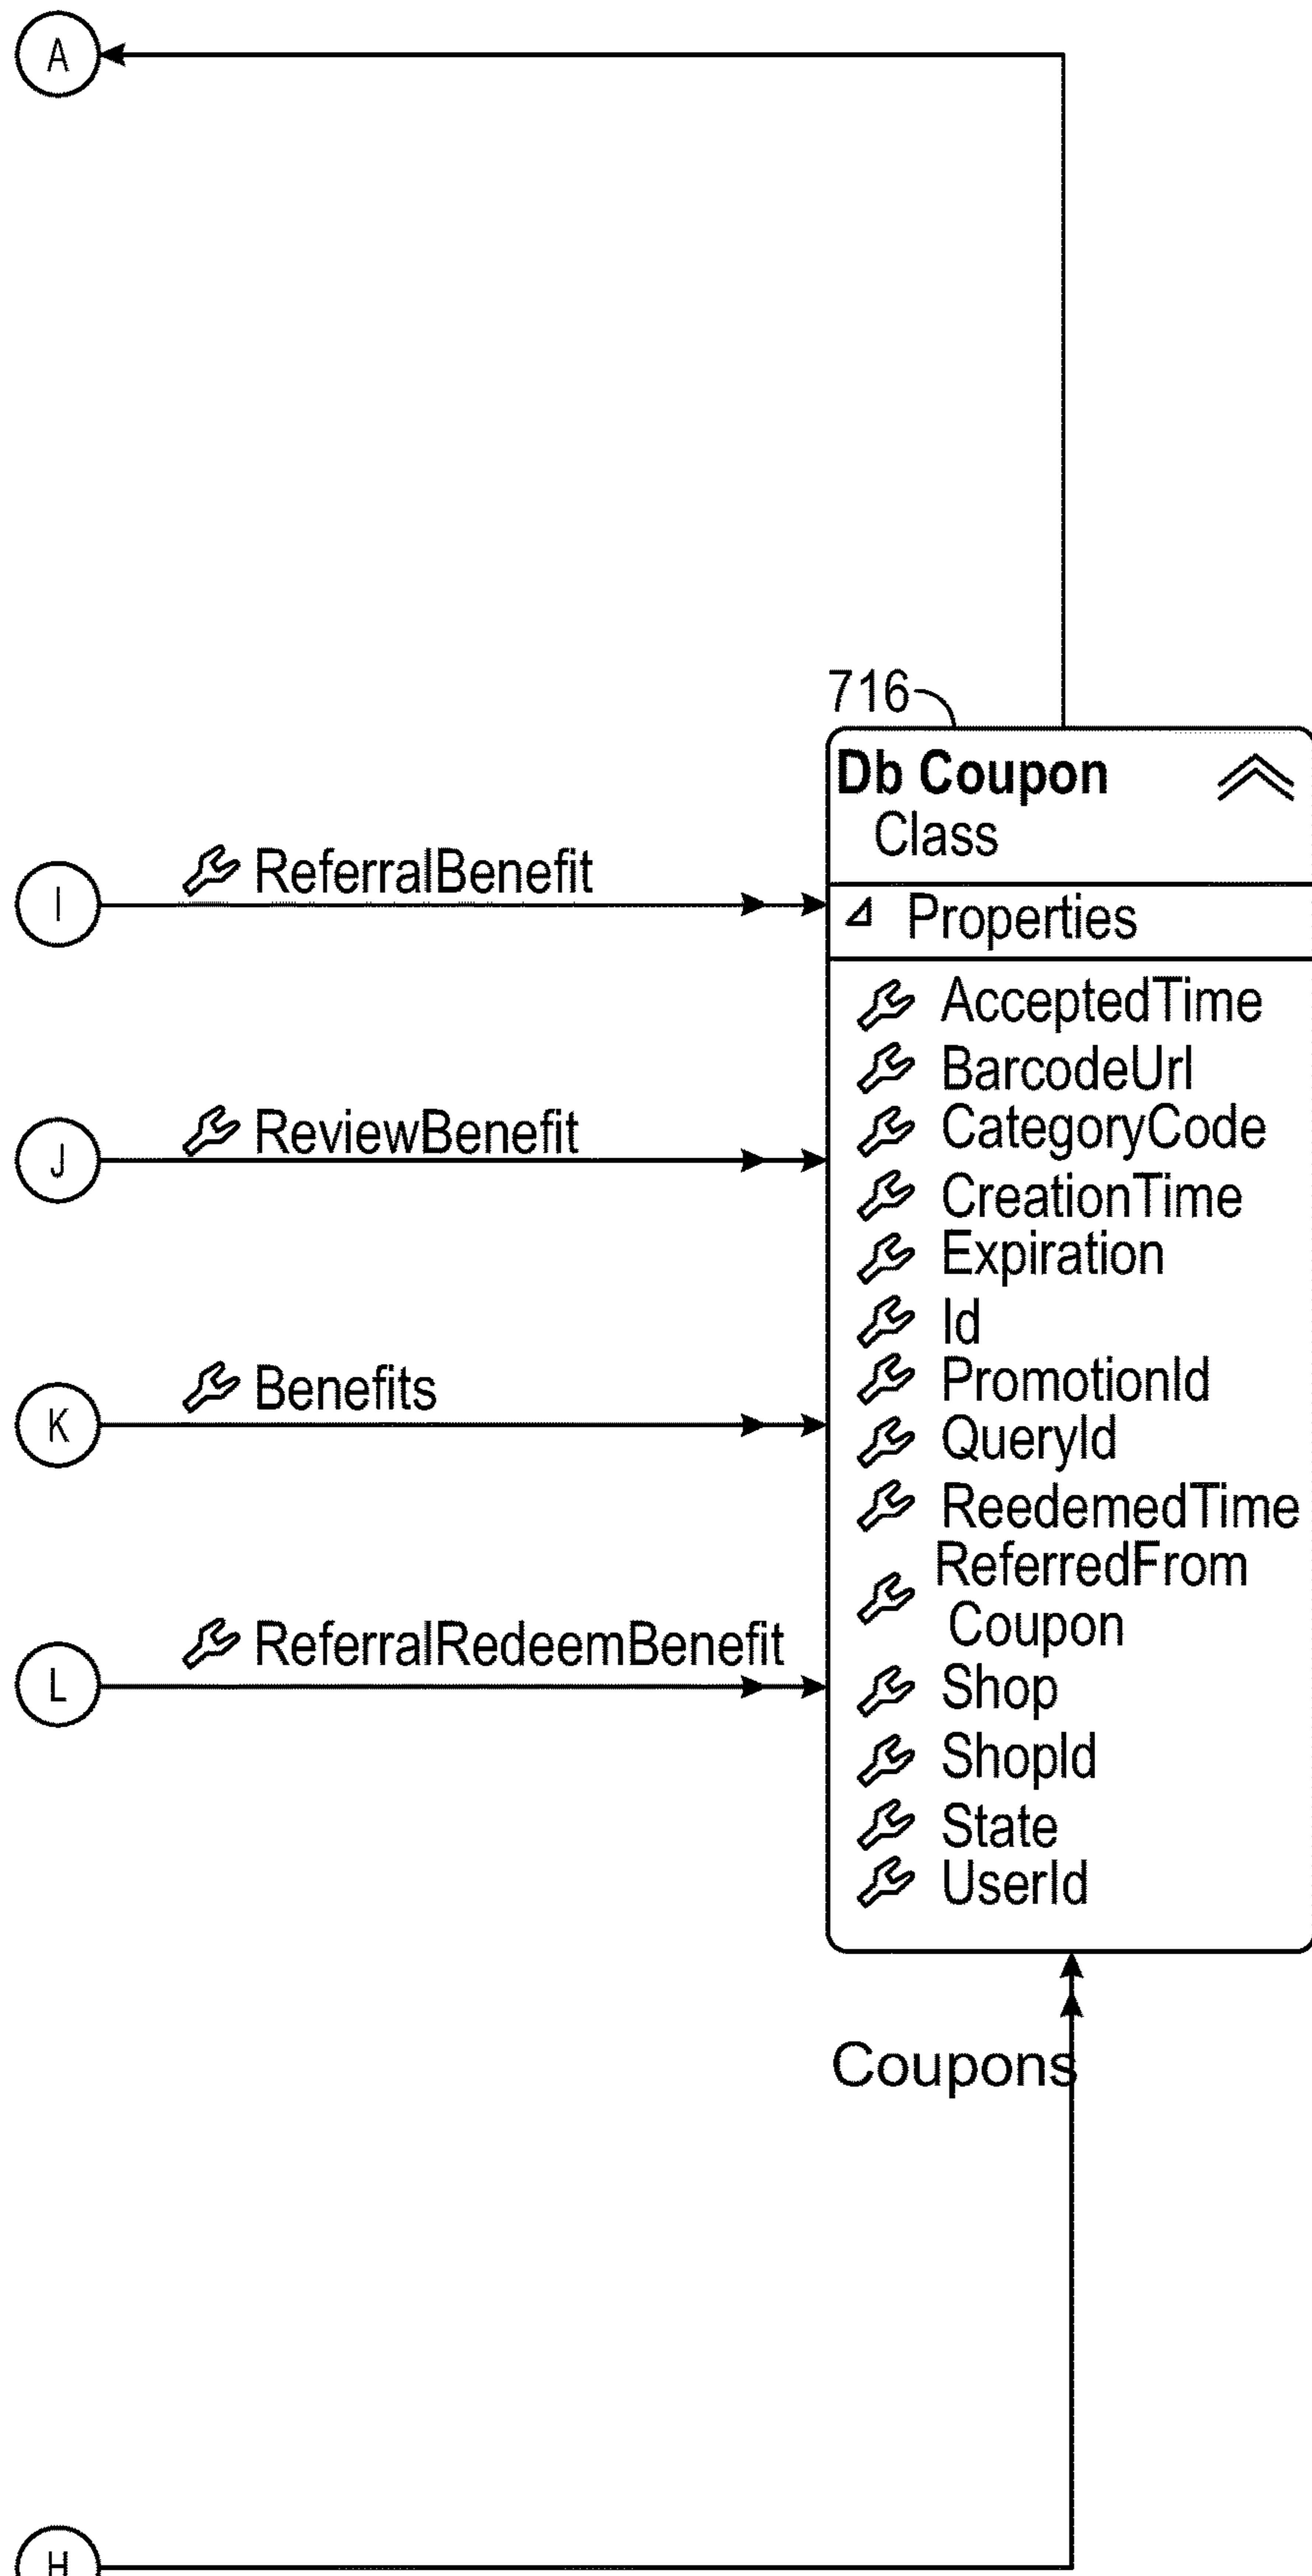 A
716
Db Coupon
Class
I
ReferralBenefit
Properties
AcceptedTime
BarcodeUrl
J
ReviewBenefit
CategoryCode
CreationTime
Expiration
Id
K
Benefits
PromotionId
QueryId
ReedemedTime
ReferredFrom
Coupon
L
ReferralRedeemBenefit
Shop
ShopId
State
UserId
Coupons
H